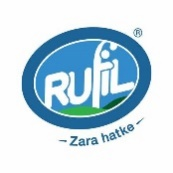 ®
RUfiL
– Zara hatke –